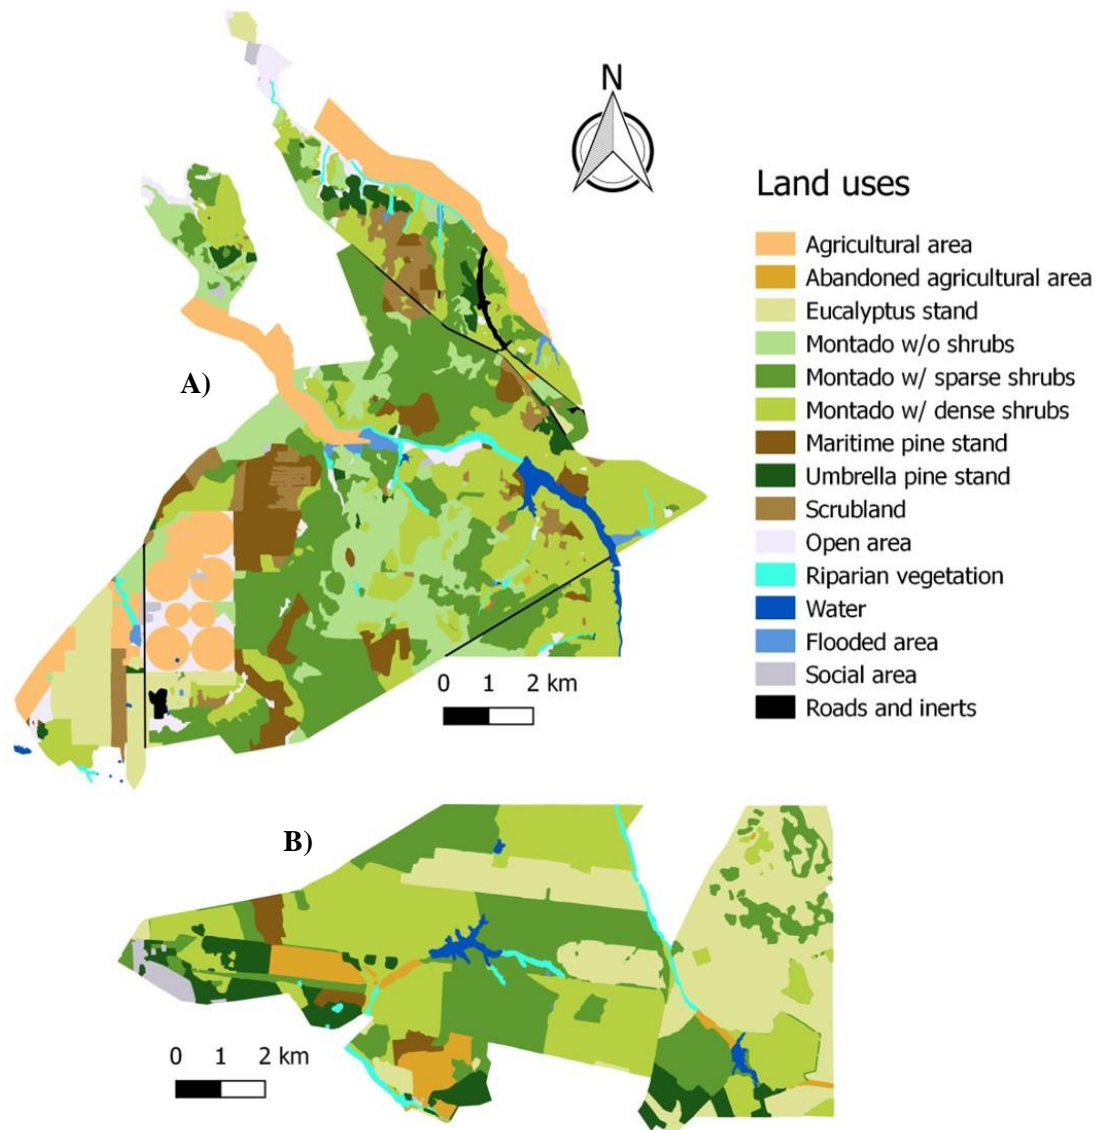 N
Land uses
Agricultural area
Abandoned agricultural area
Eucalyptus stand
Montado w/o shrubs
Montado w/ sparse shrubs
Montado w/ dense shrubs
Maritime pine stand
Umbrella pine stand
Scrubland
Open area
Riparian vegetation
Water
Flooded area
Social area
Roads and inerts
A)
0 1 2 km
B)
0 1 2 km